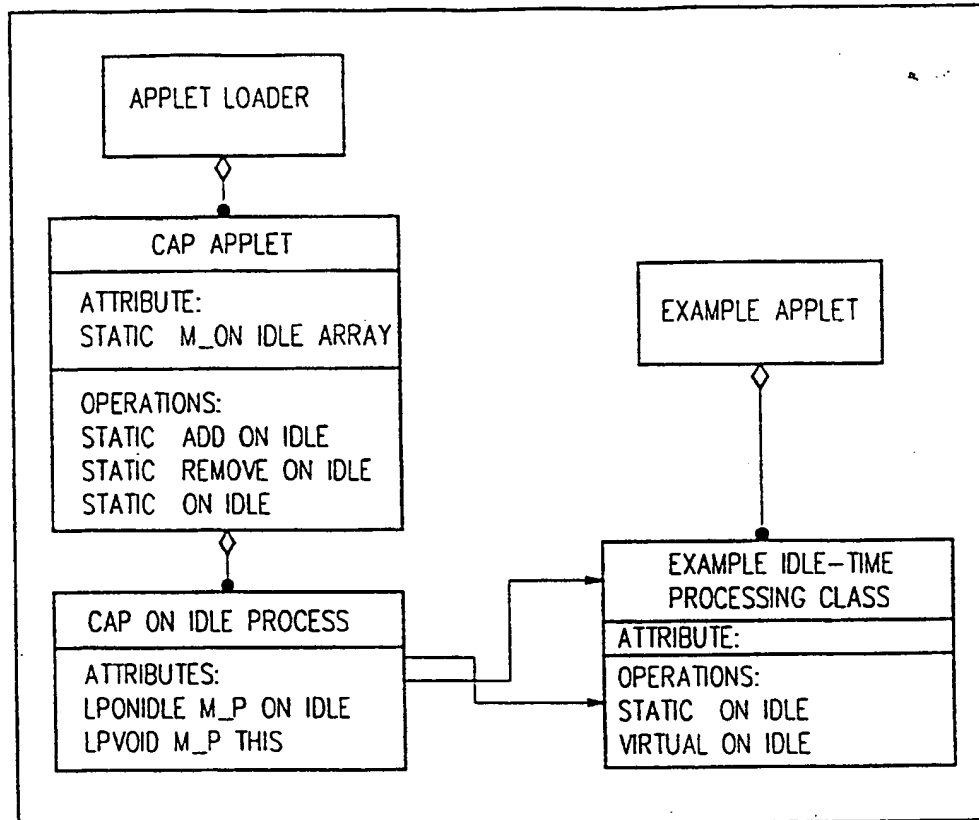 APPLET LOADER
CAP APPLET
ATTRIBUTE:
STATIC M_ON IDLE ARRAY
OPERATIONS:
STATIC ADD ON IDLE
STATIC REMOVE ON IDLE
STATIC ON IDLE
CAP ON IDLE PROCESS
ATTRIBUTES:
LPONIDLE M_P ON IDLE
LPVOID M_P THIS
EXAMPLE APPLET
EXAMPLE IDLE-TIME
PROCESSING CLASS
ATTRIBUTE:
OPERATIONS:
STATIC ON IDLE
VIRTUAL ON IDLE